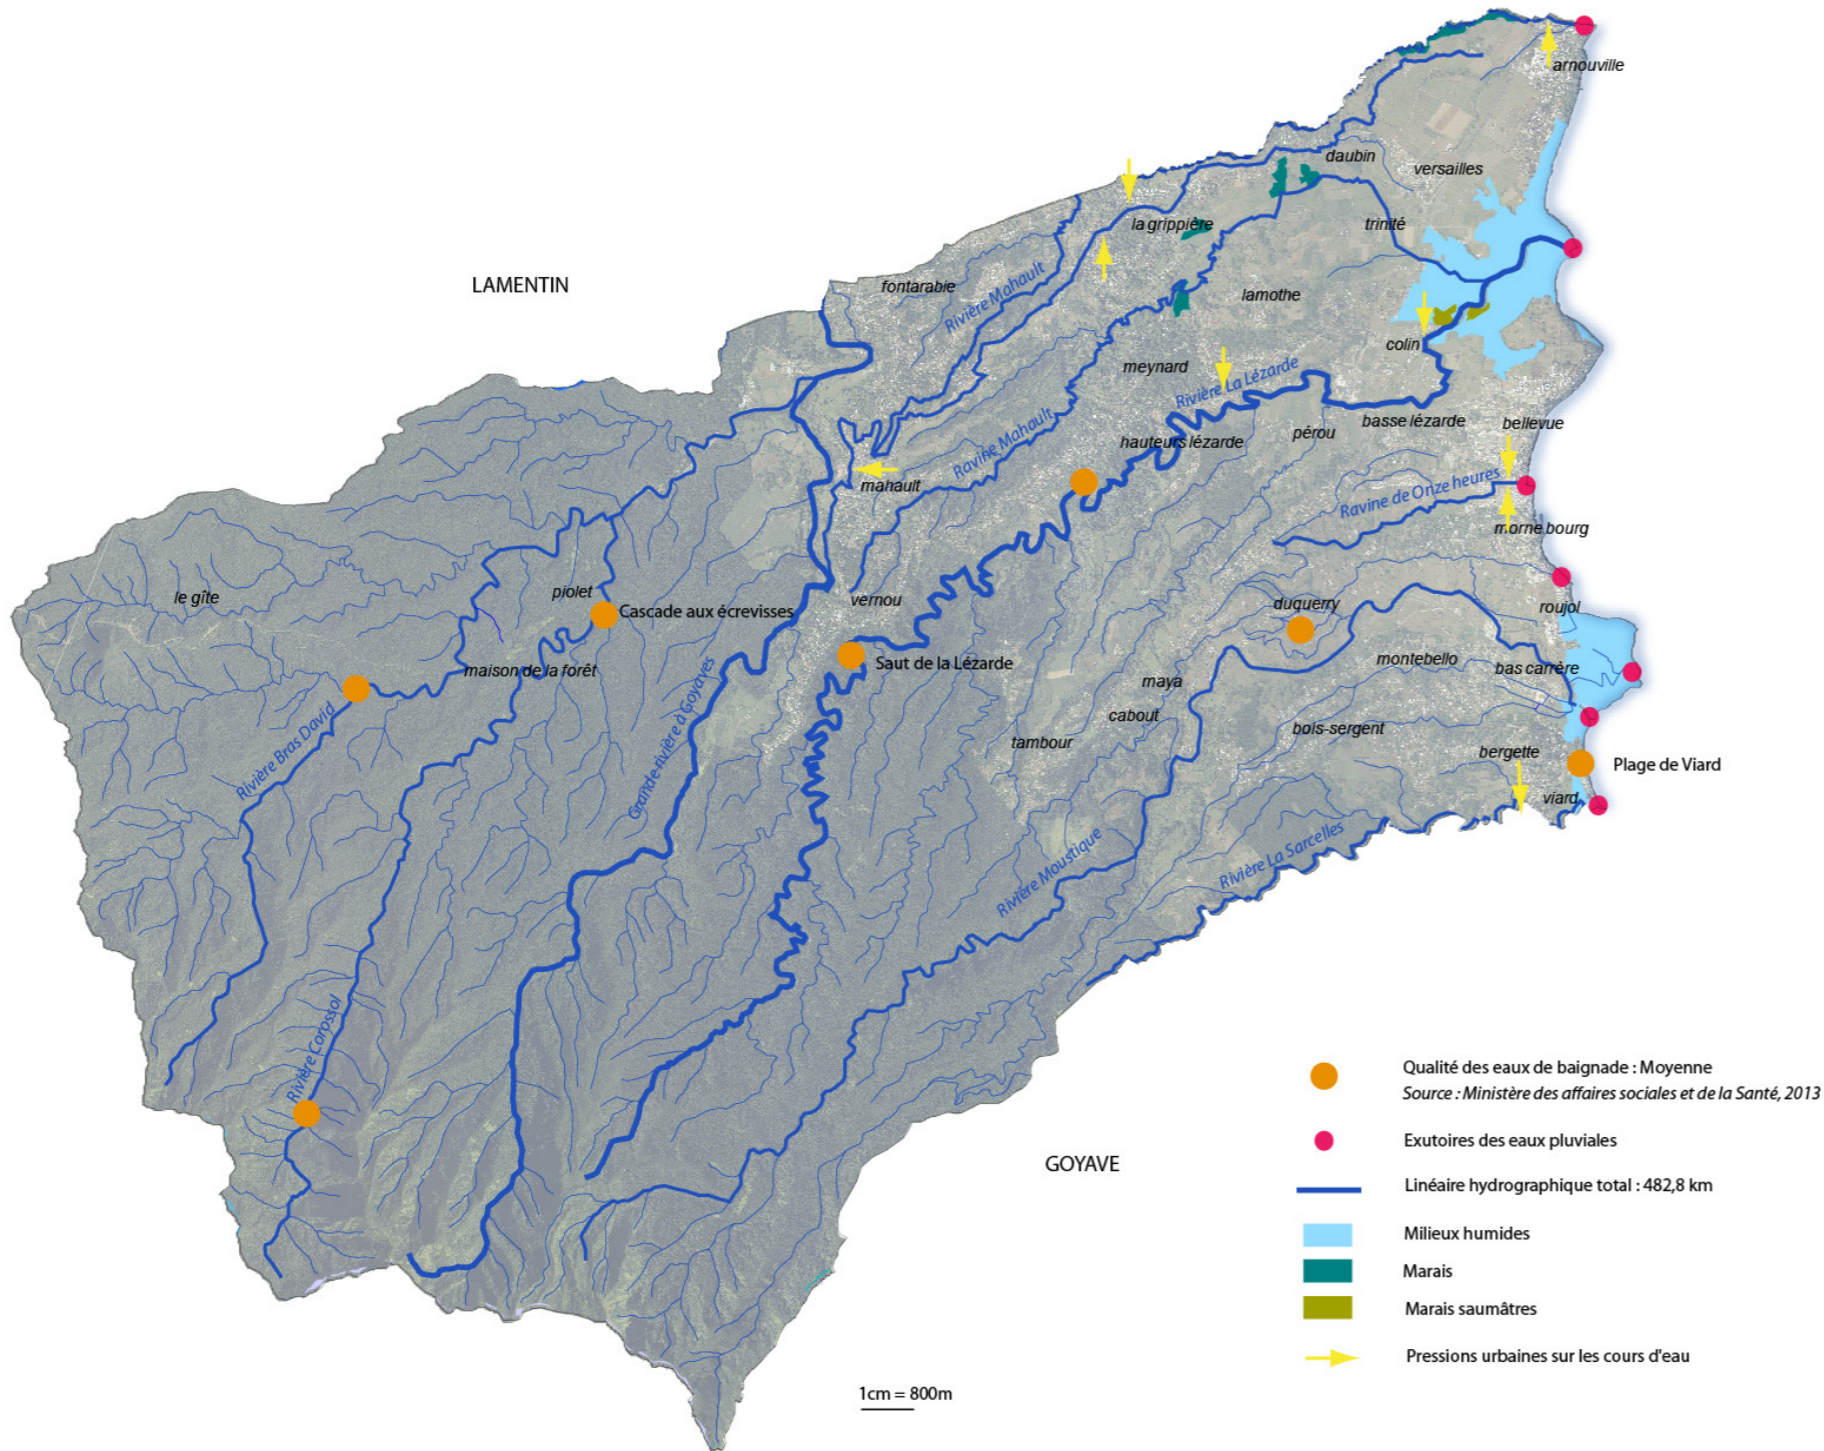 arnouville
daubin
versailles
la grippière
trinité
LAMENTIN
fontarabie
Rivière Mahault
lamothe
colin
meynard
Rivière La Lézarde
basse lézarde
bellevue
hauteurs lézarde
pérou
Ravine Mahault
mahault
Ravine de Onze heures
morne bourg
le gîte
piolet
Cascade aux écrevisses
vernou
duquerry
roujol
maison de la forêt
Saut de la Lézarde
maya
montebello
bas carrère
Rivière Bras David
Grande rivière à Goyaves
cabout
tambour
bois-sergent
bergette
Plage de Viard
viard
Rivière Moustique
Rivière La Sarcelles
Rivière Corossol
GOYAVE
Qualité des eaux de baignade : Moyenne
Source : Ministère des affaires sociales et de la Santé, 2013
Exutoires des eaux pluviales
Linéaire hydrographique total : 482,8 km
Milieux humides
Marais
Marais saumâtres
Pressions urbaines sur les cours d'eau
1cm = 800m